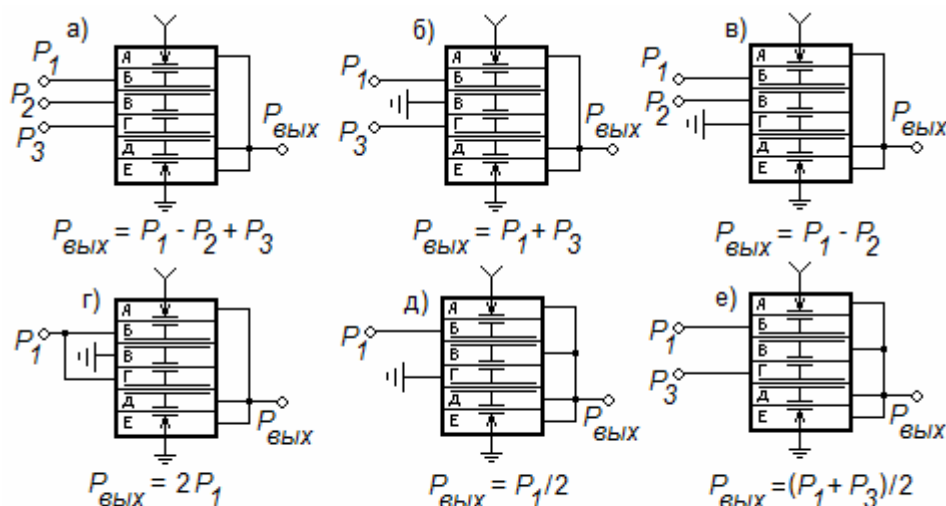 а)
P1
P2
P3
А
Б
В
Г
Д
Е
Pвых
Pвых = P1 - P2 + P3
б)
P1
P3
А
Б
В
Г
Д
Е
Pвых
Pвых = P1 + P3
в)
P1
P2
А
Б
В
Г
Д
Е
Pвых
Pвых = P1 - P2
г)
P1
А
Б
В
Г
Д
Е
Pвых
Pвых = 2P1
д)
P1
А
Б
В
Г
Д
Е
Pвых
Pвых = P1/2
е)
P1
P3
А
Б
В
Г
Д
Е
Pвых
Pвых =(P1 + P3)/2